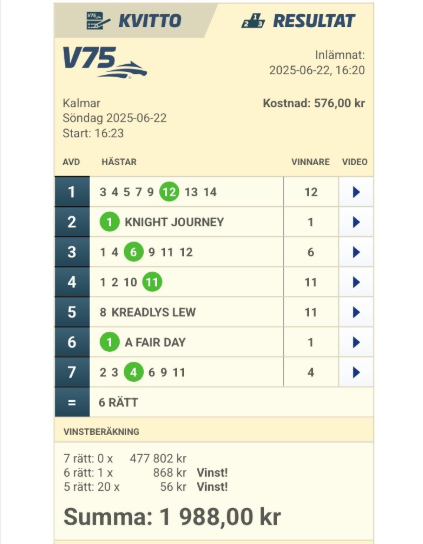 KVITTO
RESULTAT
V75
Inlämnat:
2025-06-22, 16:20
Kalmar
Kostnad: 576,00 kr
Söndag 2025-06-22
Start: 16:23
AVD HÄSTAR VINNARE VIDEO
1 3 4 5 7 9 12 13 14 12
2 1 KNIGHT JOURNEY 1
3 1 4 6 9 11 12 6
4 1 2 10 11 11
5 8 KREADLYS LEW 11
6 1 A FAIR DAY 1
7 2 3 4 6 9 11 4
= 6 RÄTT
VINSTBERÄKNING
7 rätt: 0 x 477 802 kr
6 rätt: 1 x 868 kr Vinst!
5 rätt: 20 x 56 kr Vinst!
Summa: 1 988,00 kr